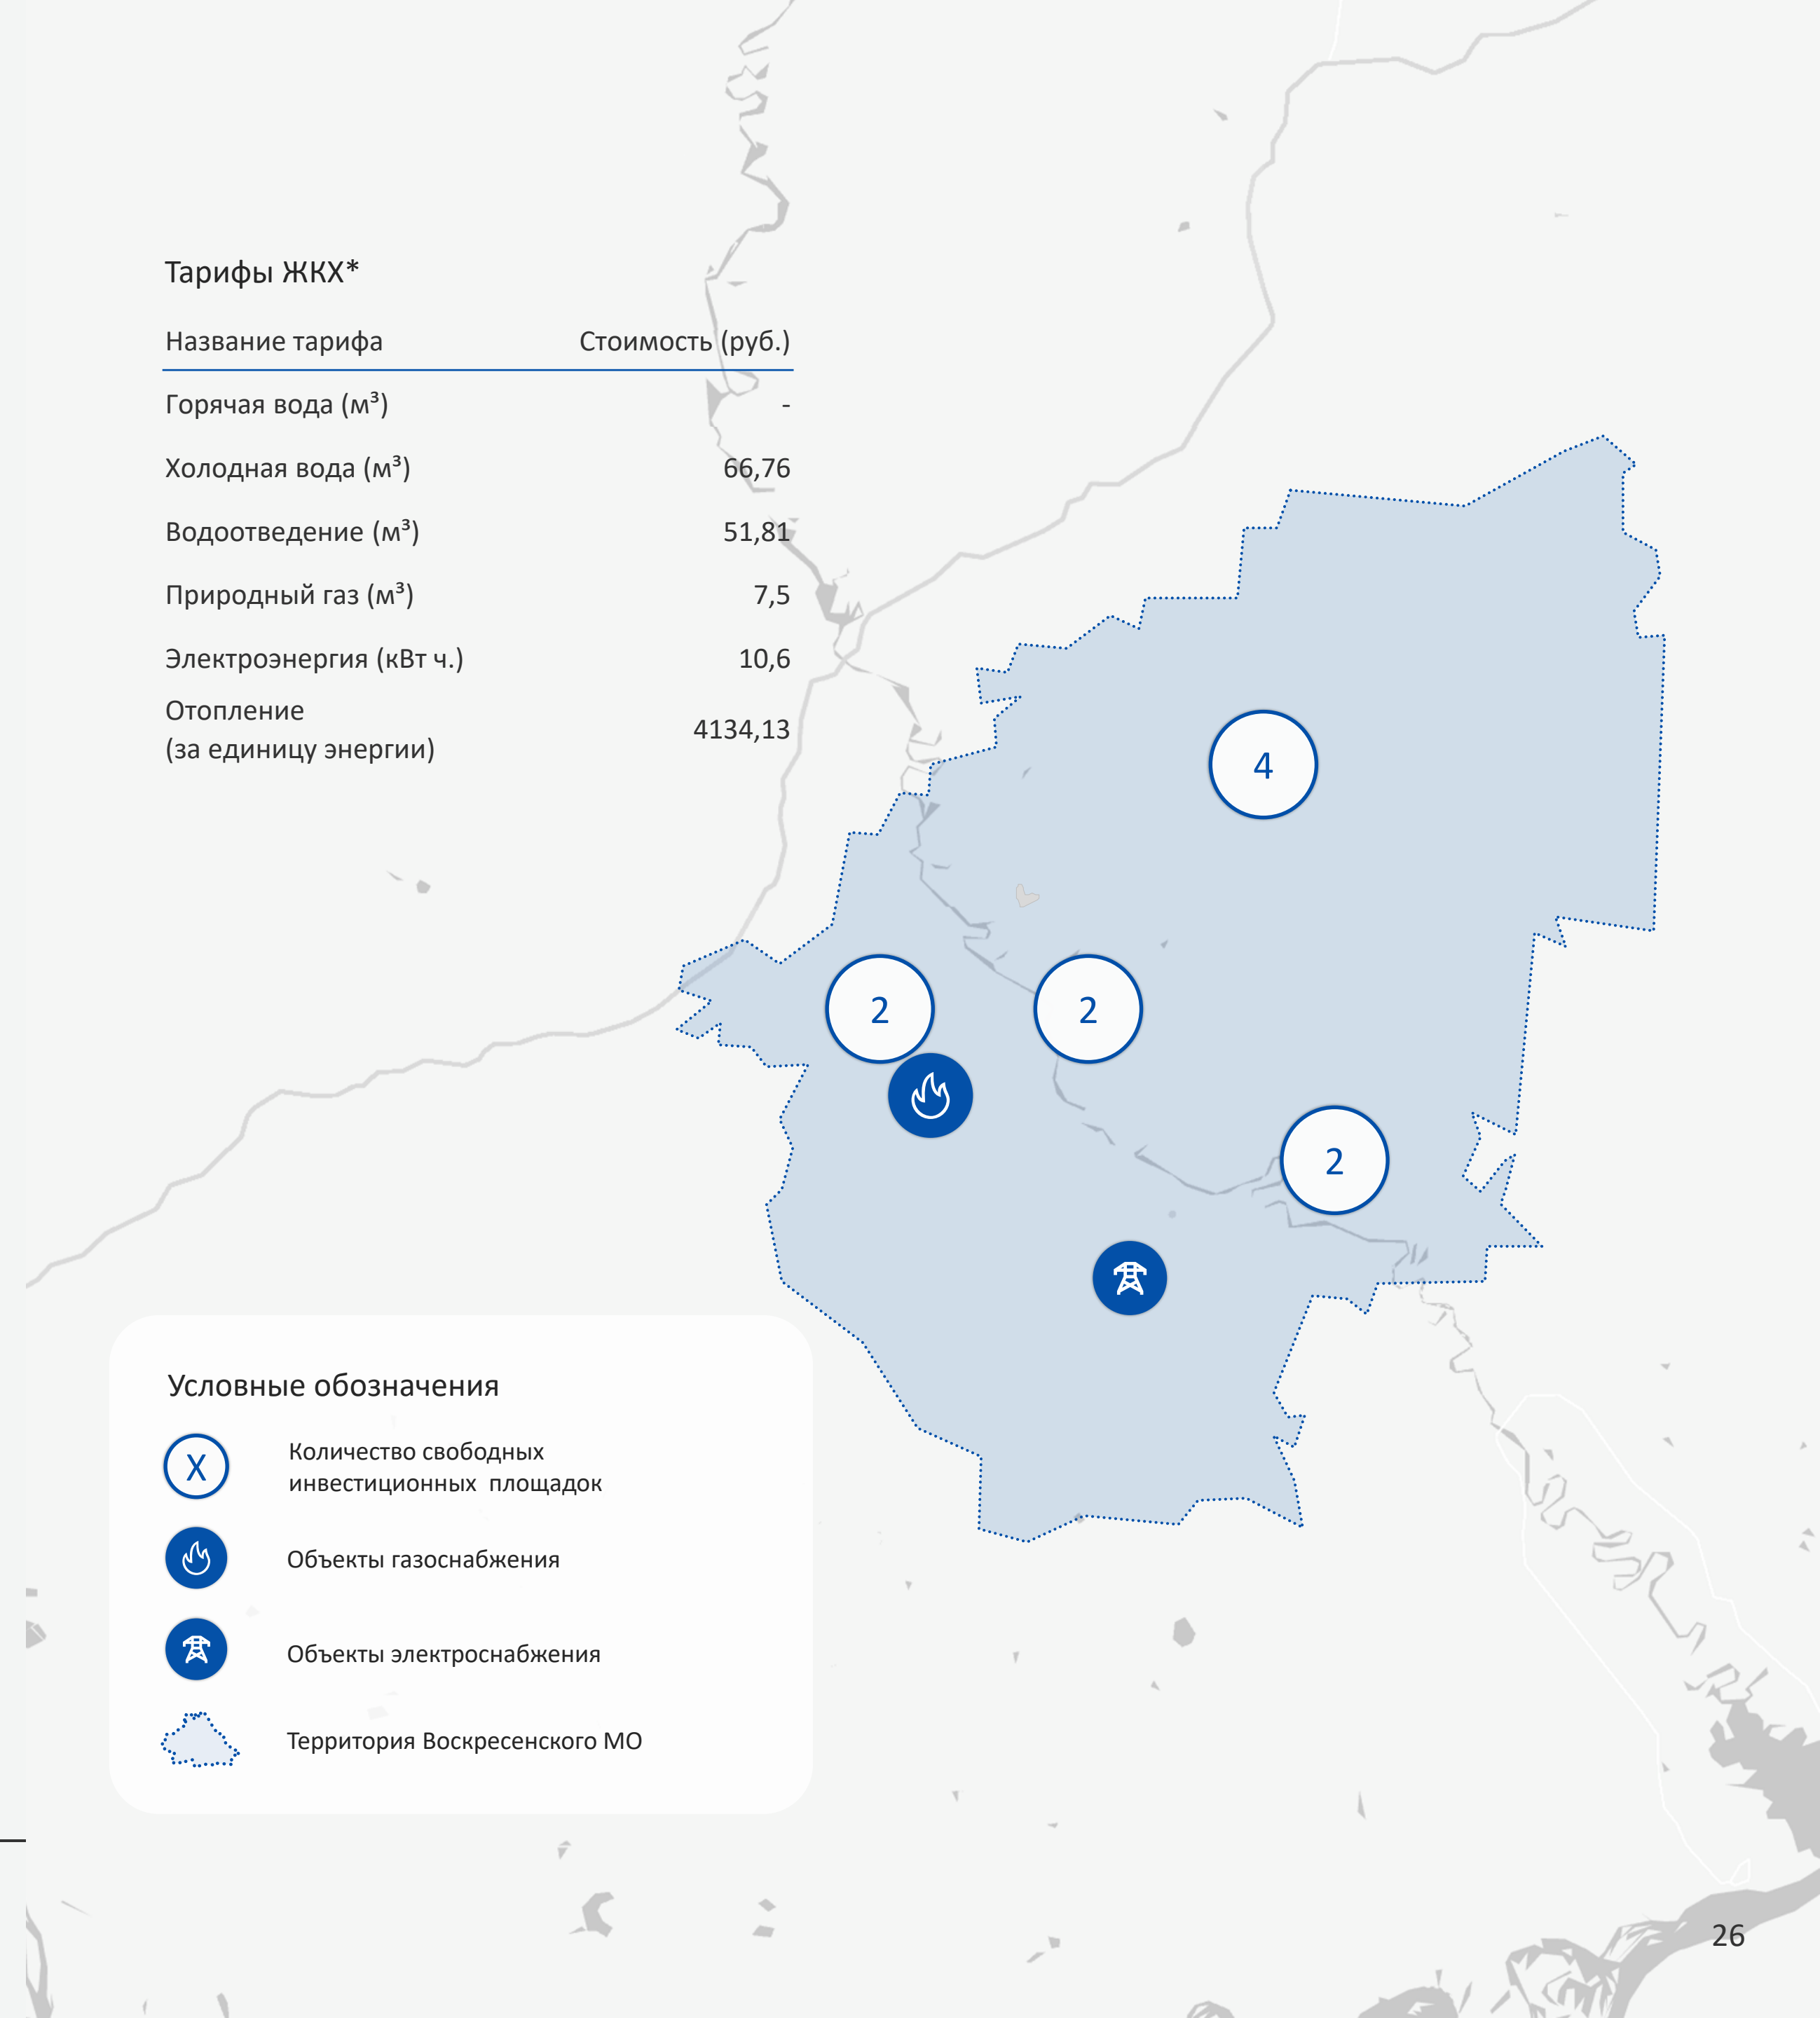 Тарифы ЖКХ*
Название тарифа Стоимость (руб.)
Горячая вода (м³) -
Холодная вода (м³) 66,76
Водоотведение (м³) 51,81
Природный газ (м³) 7,5
Электроэнергия (кВт ч.) 10,6
Отопление
(за единицу энергии) 4134,13
4
2
2
2
Условные обозначения
X
Количество свободных
инвестиционных площадок
Объекты газоснабжения
Объекты электроснабжения
Территория Воскресенского МО
26